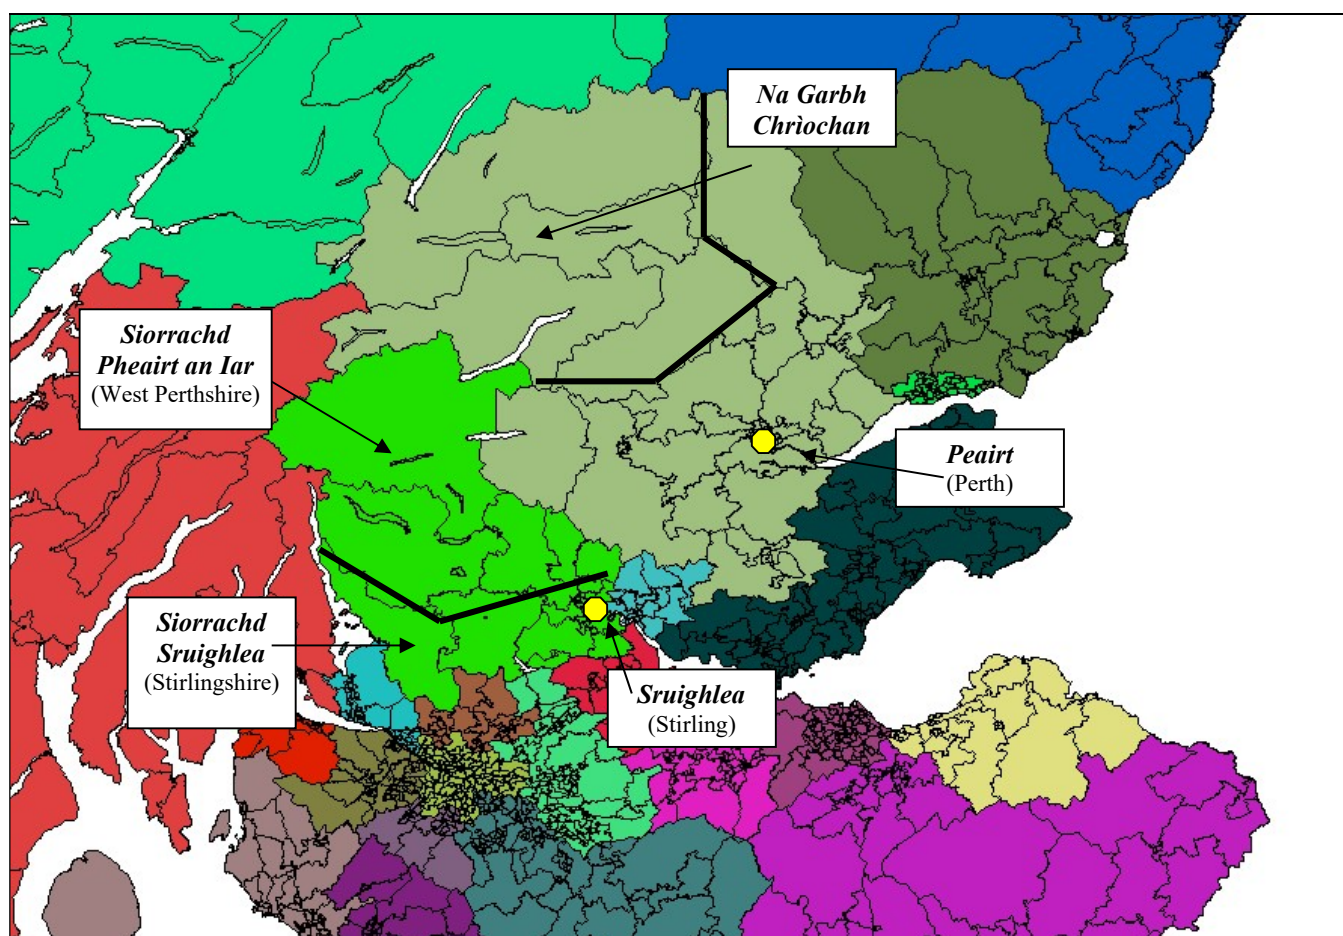 Na Garbh
Chrìochan
Siorrachd
Pheairt an Iar
(West Perthshire)
Peairt
(Perth)
Siorrachd
Sruighlea
(Stirlingshire)
Sruighlea
(Stirling)